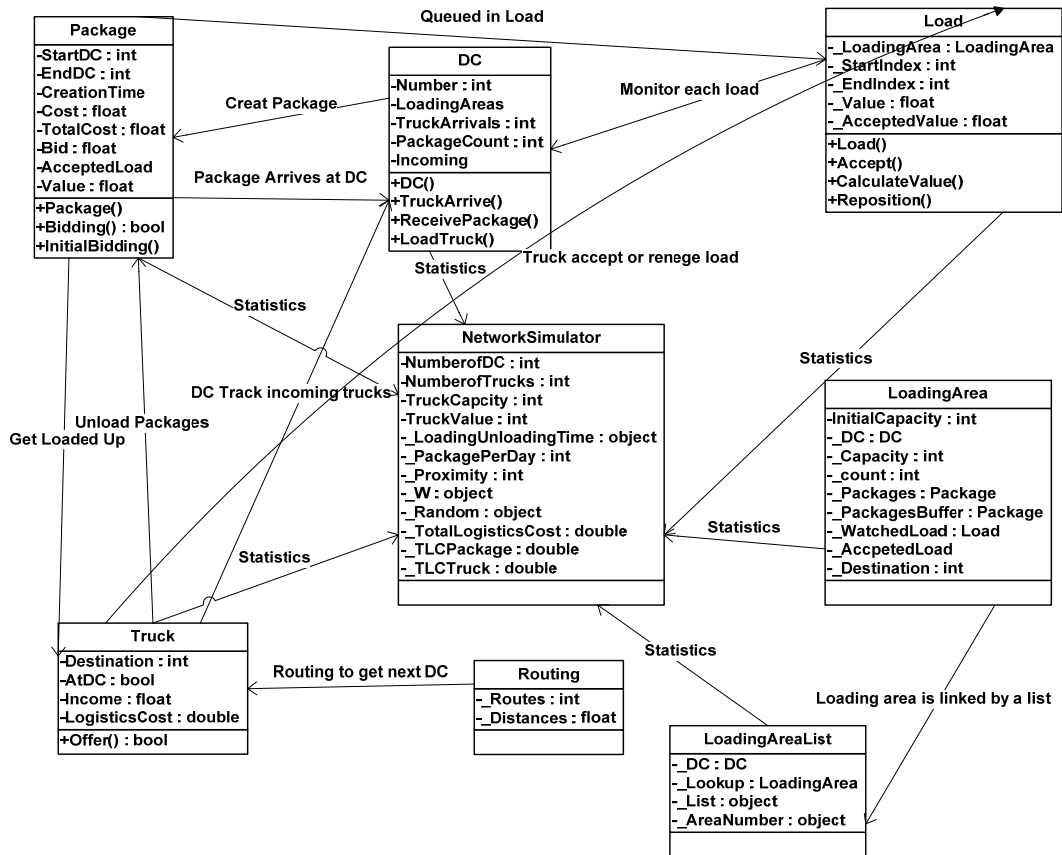 Package
-StartDC : int
-EndDC : int
-CreationTime
-Cost : float
-TotalCost : float
-Bid : float
-AcceptedLoad
-Value : float
+Package()
+Bidding() : bool
+InitialBidding()
Queued in Load
DC
-Number : int
-LoadingAreas
-TruckArrivals : int
-PackageCount : int
-Incoming
+DC()
+TruckArrive()
+ReceivePackage()
+LoadTruck()
Load
-_LoadingArea : LoadingArea
-_StartIndex : int
-_EndIndex : int
-_Value : float
-_AcceptedValue : float
+Load()
+Accept()
+CalculateValue()
+Reposition()
Creat Package
Monitor each load
Package Arrives at DC
Statistics
Truck accept or renege load
Statistics
Statistics
NetworkSimulator
-NumberofDC : int
-NumberofTrucks : int
-TruckCapcity : int
-TruckValue : int
-_LoadingUnloadingTime : object
-_PackagePerDay : int
-_Proximity : int
-_W : object
-_Random : object
-_TotalLogisticsCost : double
-_TLCPackage : double
-_TLCTruck : double
DC Track incoming trucks
Unload Packages
Get Loaded Up
LoadingArea
-InitialCapacity : int
-_DC : DC
-_Capacity : int
-_count : int
-_Packages : Package
-_PackagesBuffer : Package
-_WatchedLoad : Load
-_AccpetedLoad
-_Destination : int
Statistics
Statistics
Truck
-Destination : int
-AtDC : bool
-Income : float
-LogisticsCost : double
+Offer() : bool
Routing to get next DC
Routing
-_Routes : int
-_Distances : float
Statistics
Loading area is linked by a list
LoadingAreaList
-_DC : DC
-_Lookup : LoadingArea
-_List : object
-_AreaNumber : object